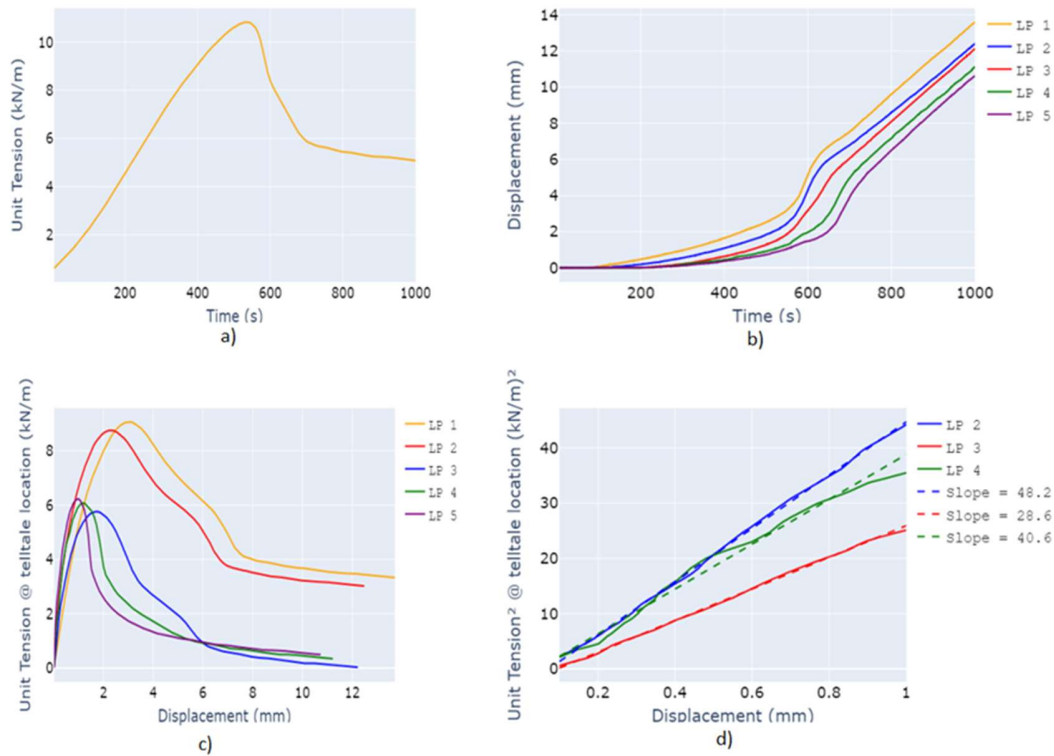 Unit Tension (kN/m)
10
8
6
4
2
200
400
600
800
1000
Time (s)
a)
Displacement (mm)
14
12
10
8
6
4
2
0
200
400
600
800
1000
Time (s)
b)
LP 1
LP 2
LP 3
LP 4
LP 5
Unit Tension @ telltale location (kN/m)
8
6
4
2
0
2
4
6
8
10
12
Displacement (mm)
c)
LP 1
LP 2
LP 3
LP 4
LP 5
Unit Tension² @ telltale location (kN/m)²
40
30
20
10
0
0.2
0.4
0.6
0.8
1
Displacement (mm)
d)
LP 2
LP 3
LP 4
Slope = 48.2
Slope = 28.6
Slope = 40.6